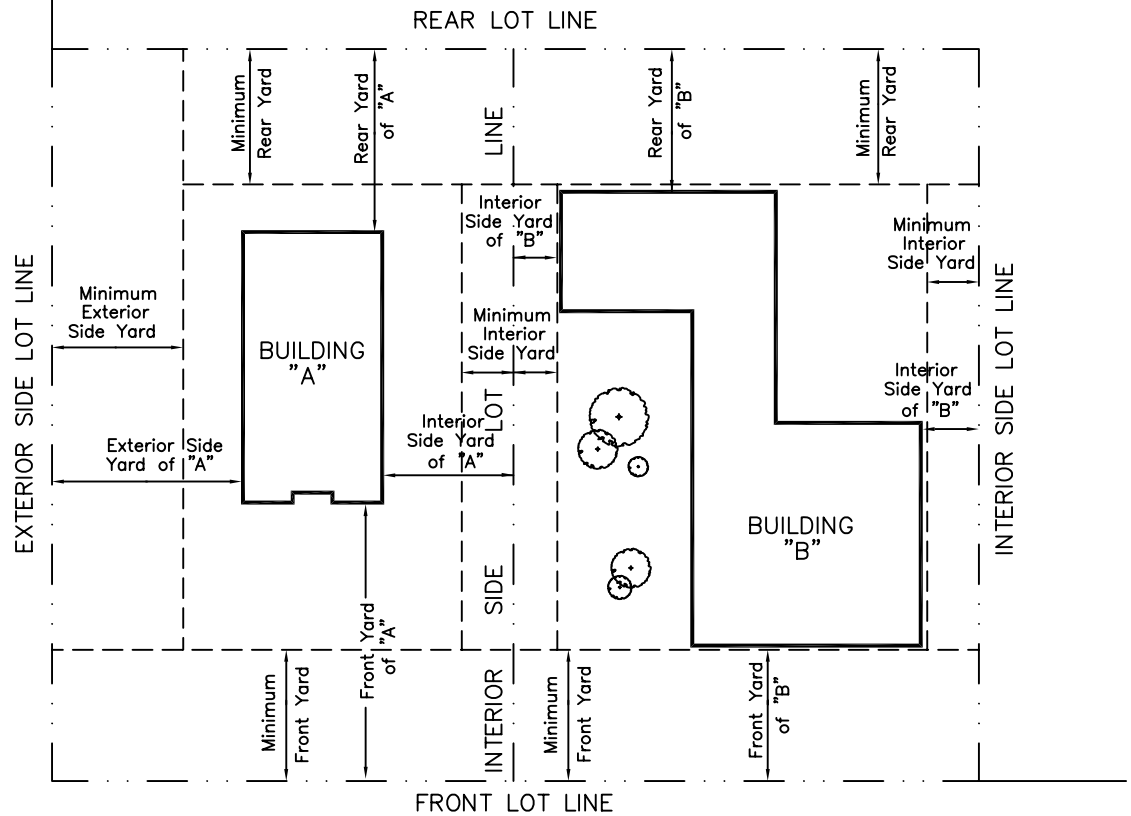 REAR LOT LINE
Minimum
Rear Yard
Rear Yard
of "A"
LINE
Rear Yard
of "B"
Minimum
Rear Yard
Interior
Side Yard
of "B"
Minimum
Interior
Side Yard
EXTERIOR SIDE LOT LINE
Minimum
Exterior
Side Yard
BUILDING
"A"
Minimum
Interior
Side Yard
LOT
INTERIOR SIDE LOT LINE
Interior
Side Yard
of "B"
Exterior Side
Yard of "A"
Interior
Side Yard
of "A"
BUILDING
"B"
SIDE
Front Yard
of "A"
Minimum
Front Yard
INTERIOR
Minimum
Front Yard
Front Yard
of "B"
FRONT LOT LINE